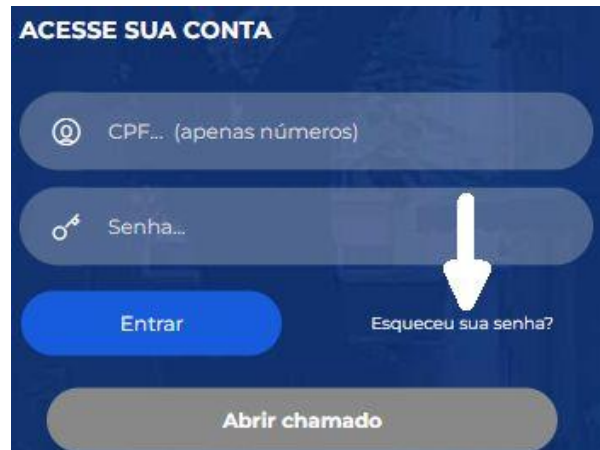 ACESSE SUA CONTA
CPF... (apenas números)
Senha...
Entrar
Esqueceu sua senha?
Abrir chamado